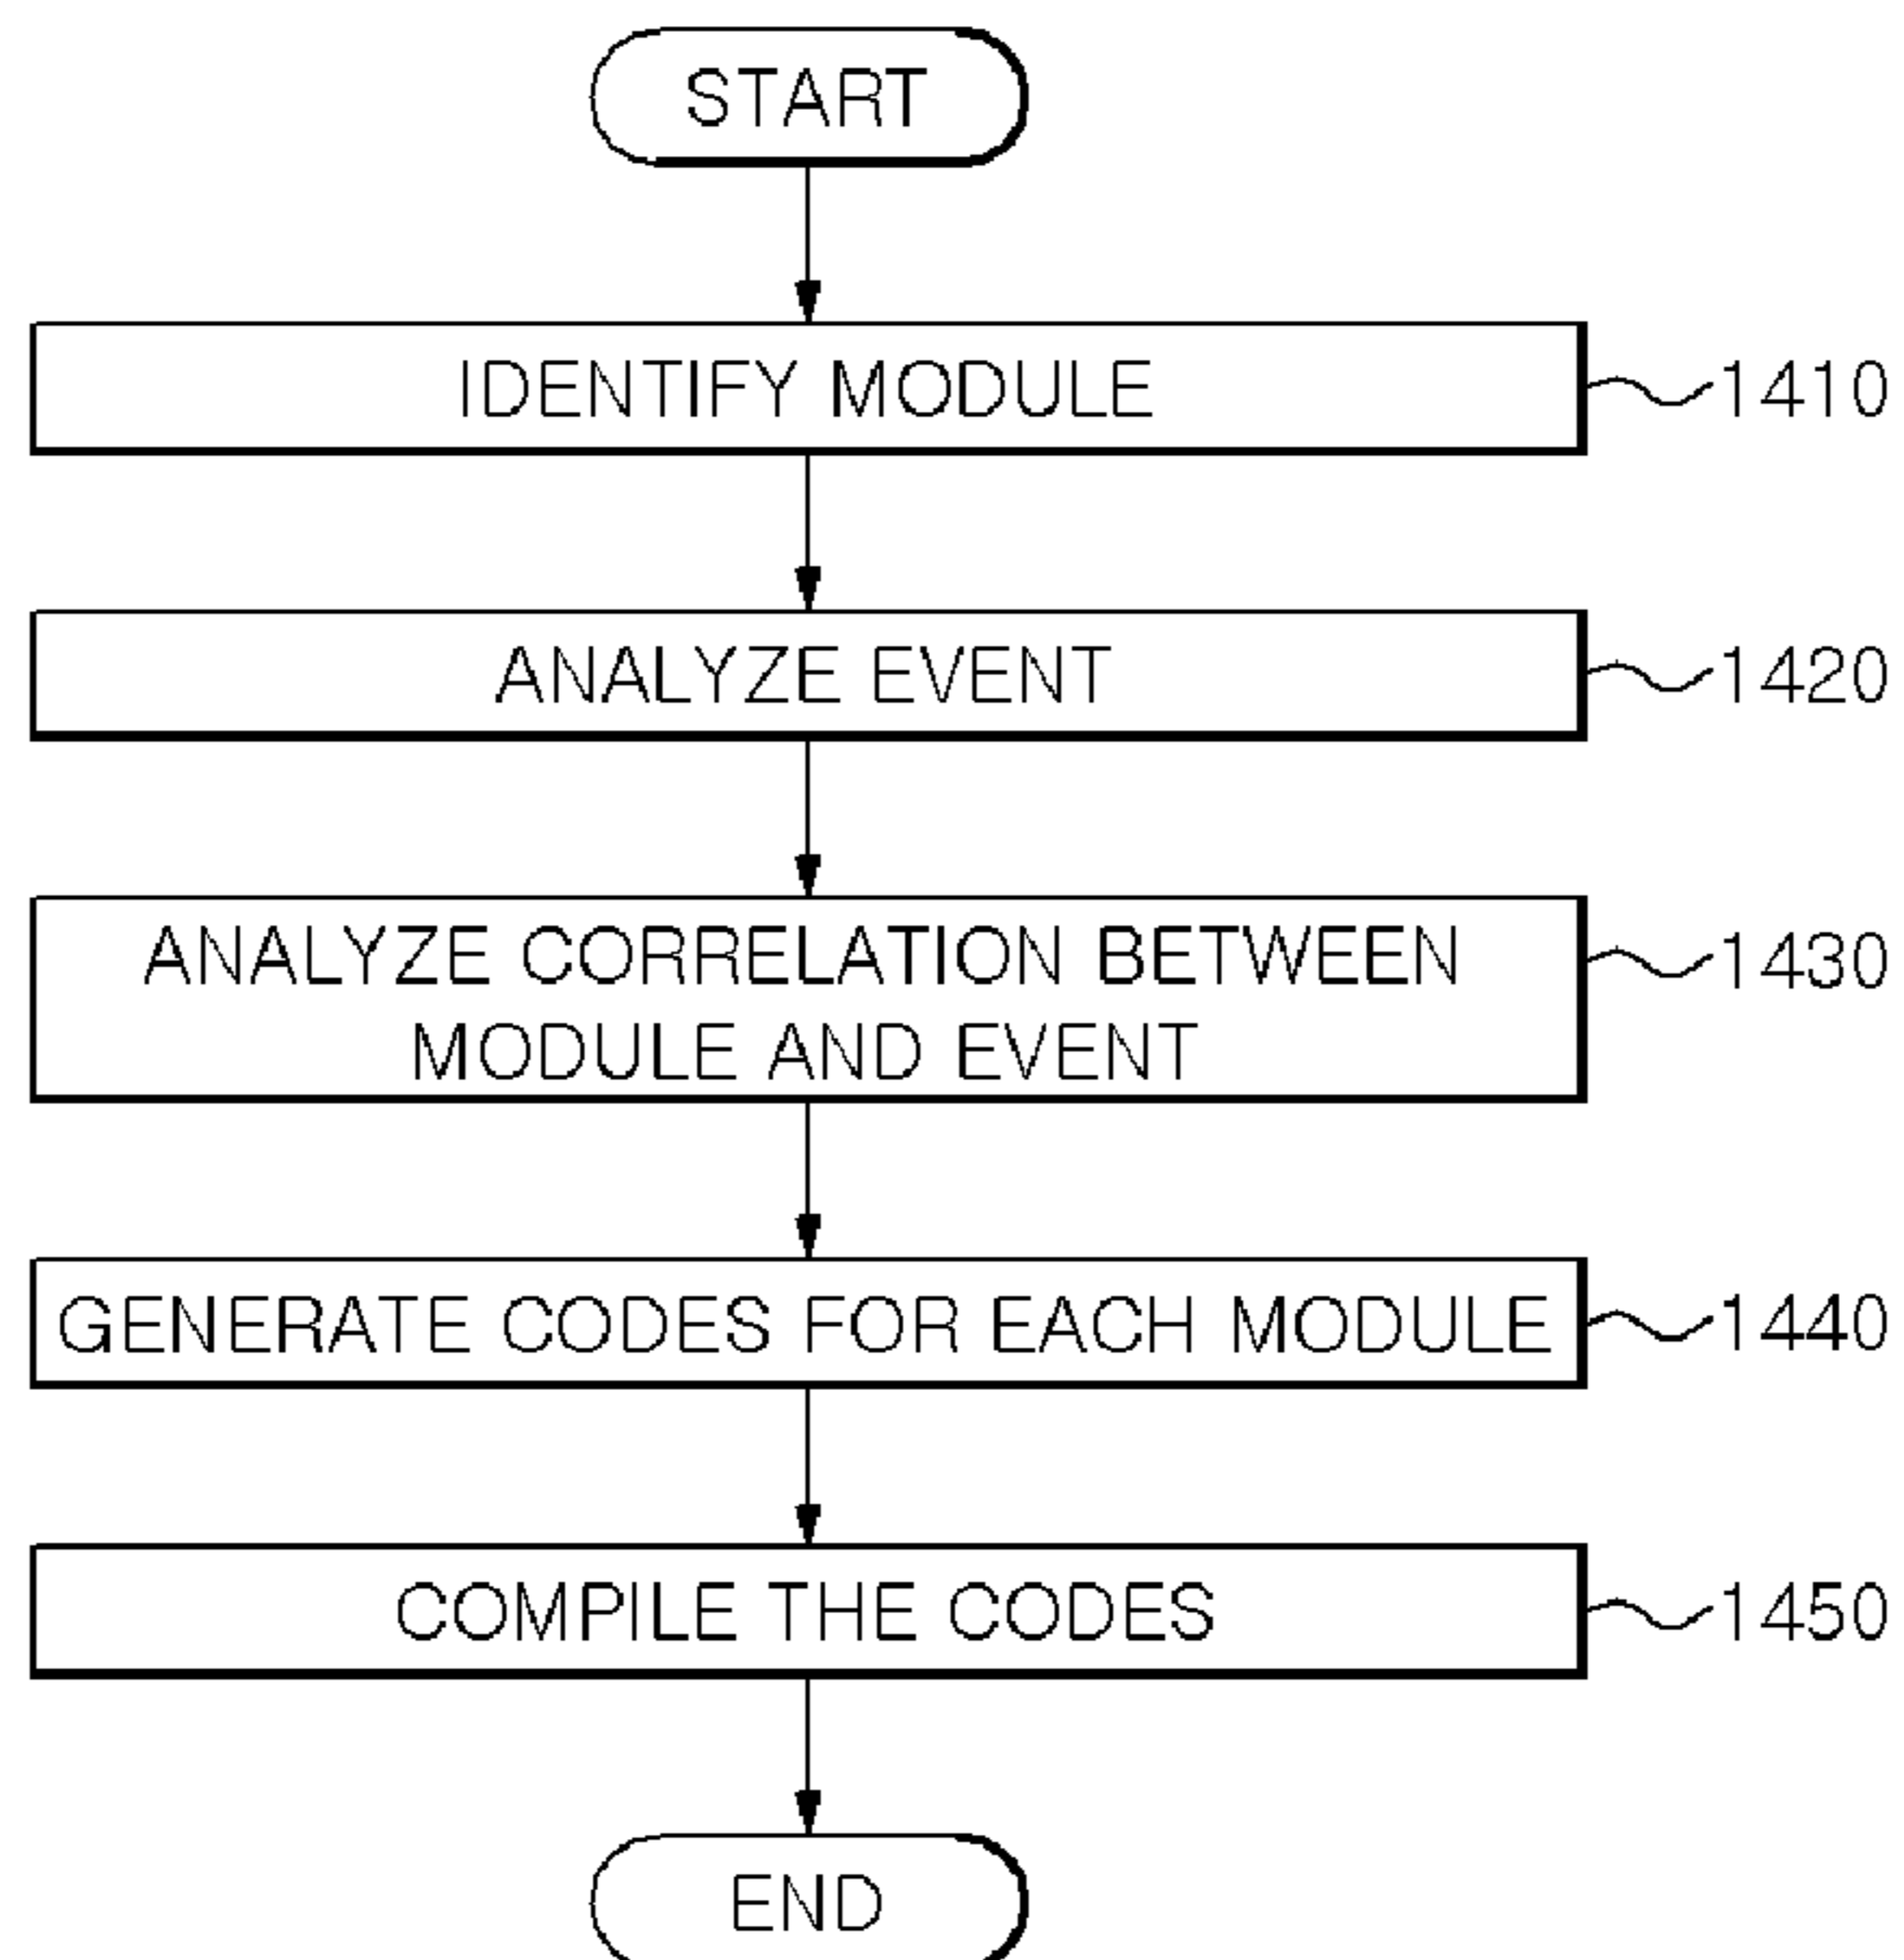 START
IDENTIFY MODULE
1410
ANALYZE EVENT
1420
ANALYZE CORRELATION BETWEEN
MODULE AND EVENT
1430
GENERATE CODES FOR EACH MODULE
1440
COMPILE THE CODES
1450
END